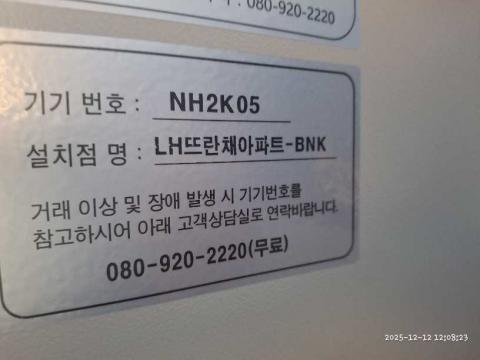 080-920-2220
기기 번호 : NH2K05
설치점 명 : LH뜨란채아파트-BNK
거래 이상 및 장애 발생 시 기기번호를
참고하시어 아래 고객상담실로 연락바랍니다.
080-920-2220(무료)
2025-12-12 12:08:23